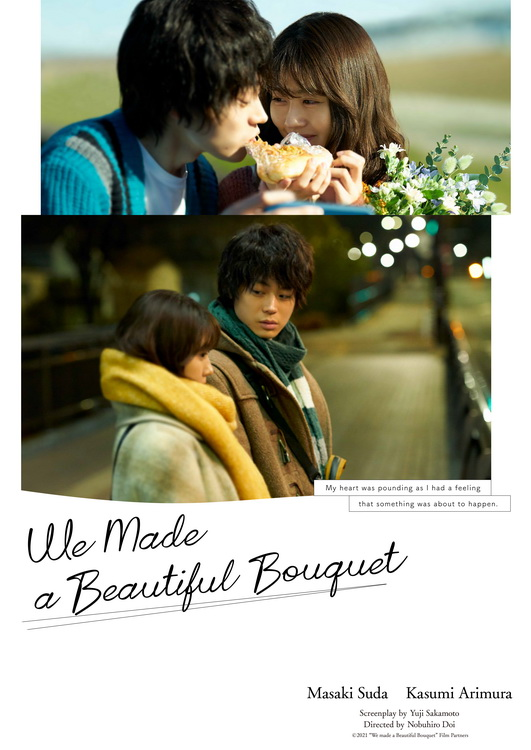 My heart was pounding as I had a feeling
that something was about to happen.
We Made
a Beautiful Bouquet
Masaki Suda Kasumi Arimura
Screenplay by Yuji Sakamoto
Directed by Nobuhiro Doi
©2021 "We made a Beautiful Bouquet" Film Partners